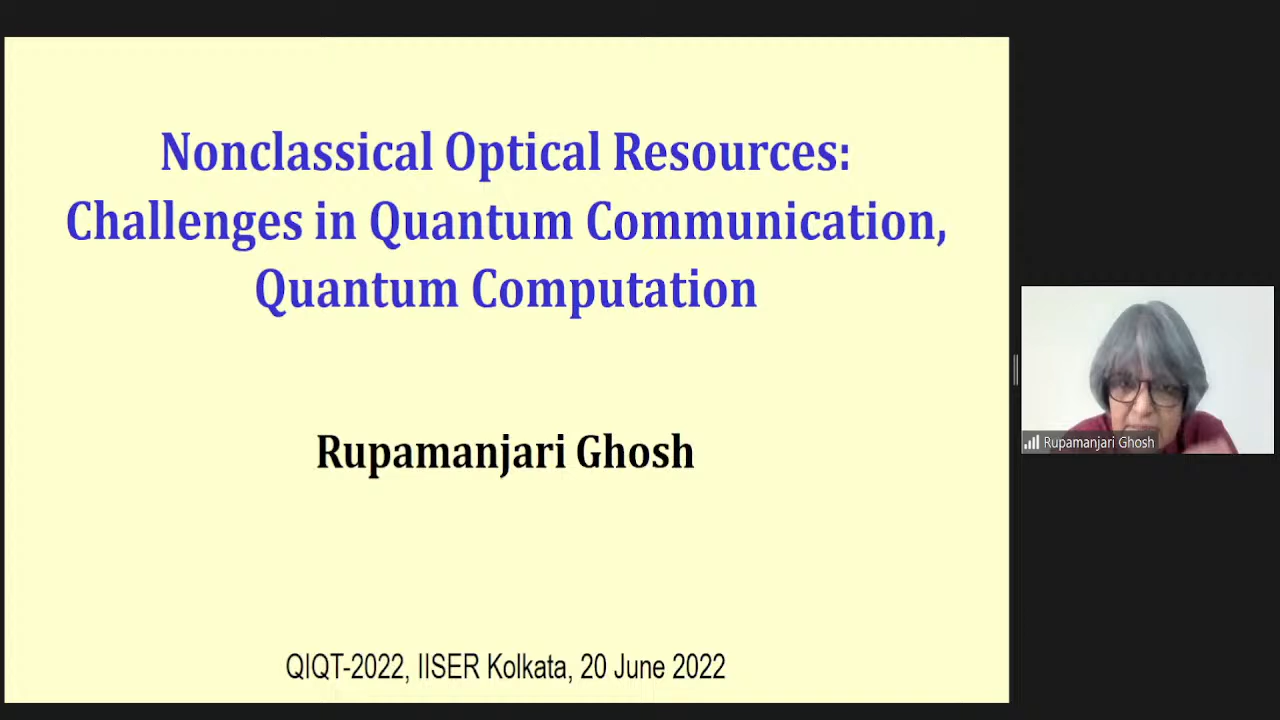 Nonclassical Optical Resources:
Challenges in Quantum Communication,
Quantum Computation
Rupamanjari Ghosh
QIQT-2022, IISER Kolkata, 20 June 2022
Rupamanjari Ghosh